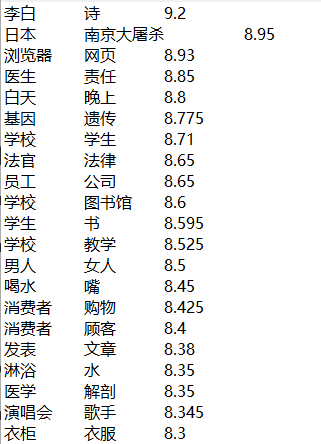 李白 诗 9.2
日本 南京大屠杀 8.95
浏览器 网页 8.93
医生 责任 8.85
白天 晚上 8.8
基因 遗传 8.775
学校 学生 8.71
法官 法律 8.65
员工 公司 8.65
学校 图书馆 8.6
学生 书 8.595
学校 教学 8.525
男人 女人 8.5
喝水 嘴 8.45
消费者 购物 8.425
消费者 顾客 8.4
发表 文章 8.38
淋浴 水 8.35
医学 解剖 8.35
演唱会 歌手 8.345
衣柜 衣服 8.3